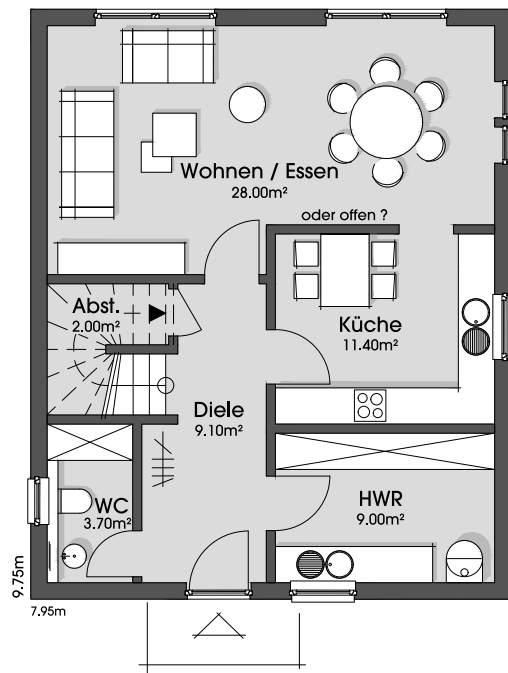 Wohnen / Essen
28.00m²
oder offen ?
Abst.
2.00m²
Küche
11.40m²
Diele
9.10m²
WC
3.70m²
HWR
9.00m²
9.75m
7.95m